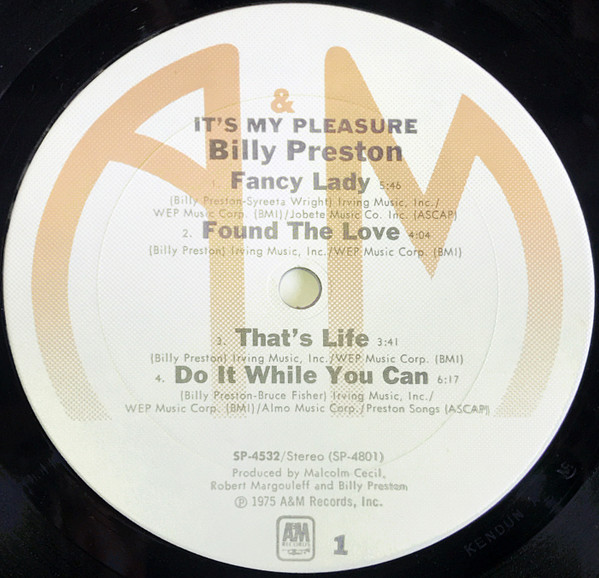 &
IT'S MY PLEASURE
Billy Preston
1. Fancy Lady 5:46
(Billy Preston-Syreeta Wright) Irving Music, Inc./
WEP Music Corp. (BMI)/Jobete Music Co. Inc. (ASCAP)
2. Found The Love 4:04
(Billy Preston) Irving Music, Inc./WEP Music Corp. (BMI)
3. That's Life 3:41
(Billy Preston) Irving Music, Inc./WEP Music Corp. (BMI)
4. Do It While You Can 6:17
(Billy Preston-Bruce Fisher) Irving Music, Inc./
WEP Music Corp. (BMI)/Almo Music Corp./Preston Songs (ASCAP)
SP-4532/Stereo (SP-4801)
Produced by Malcolm Cecil,
Robert Margouleff and Billy Preston
℗ 1975 A&M Records, Inc.
A&M
RECORDS
1
KENDUN